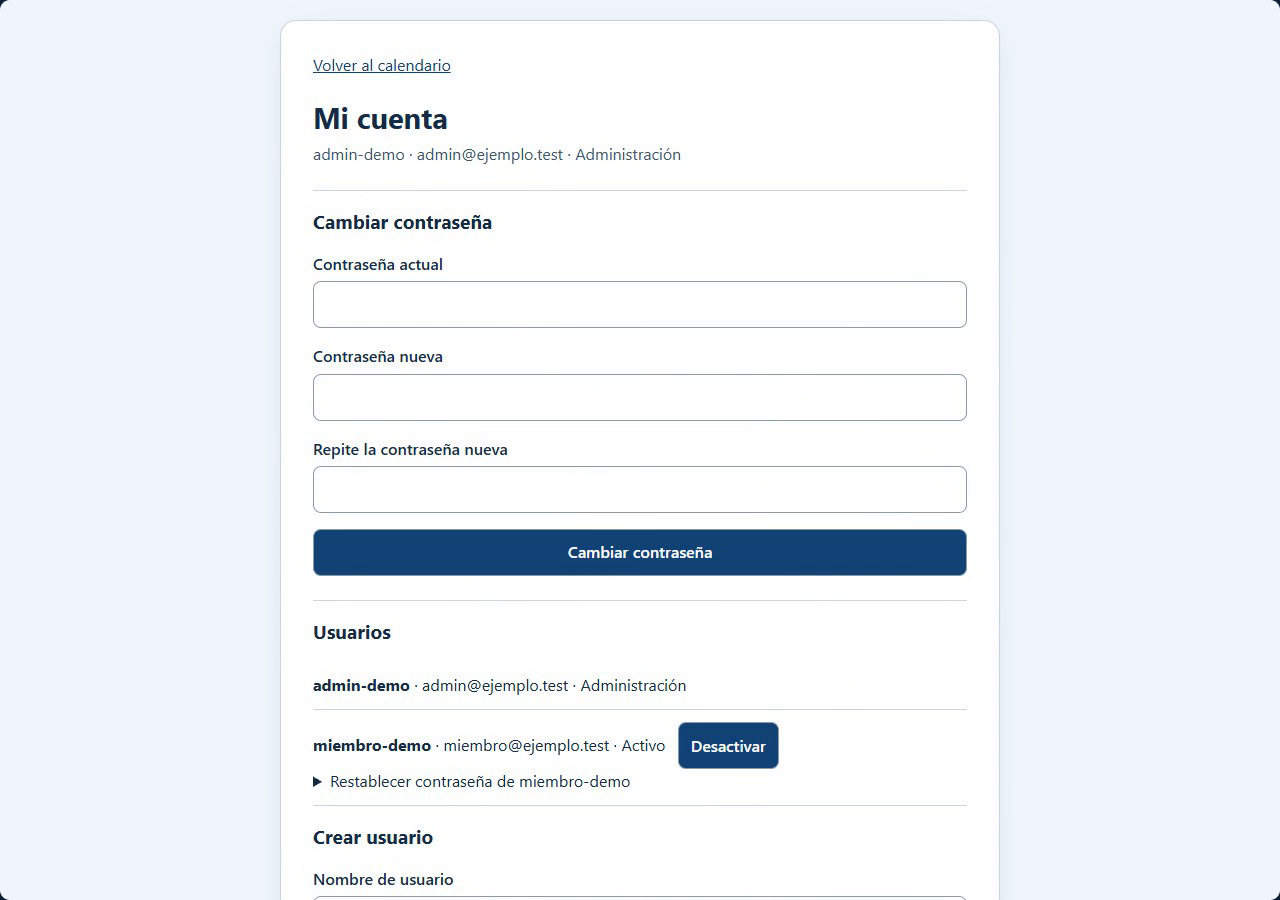 Volver al calendario
Mi cuenta
admin-demo · admin@ejemplo.test · Administración
Cambiar contraseña
Contraseña actual
Contraseña nueva
Repite la contraseña nueva
Cambiar contraseña
Usuarios
admin-demo · admin@ejemplo.test · Administración
miembro-demo · miembro@ejemplo.test · Activo Desactivar
▶ Restablecer contraseña de miembro-demo
Crear usuario
Nombre de usuario